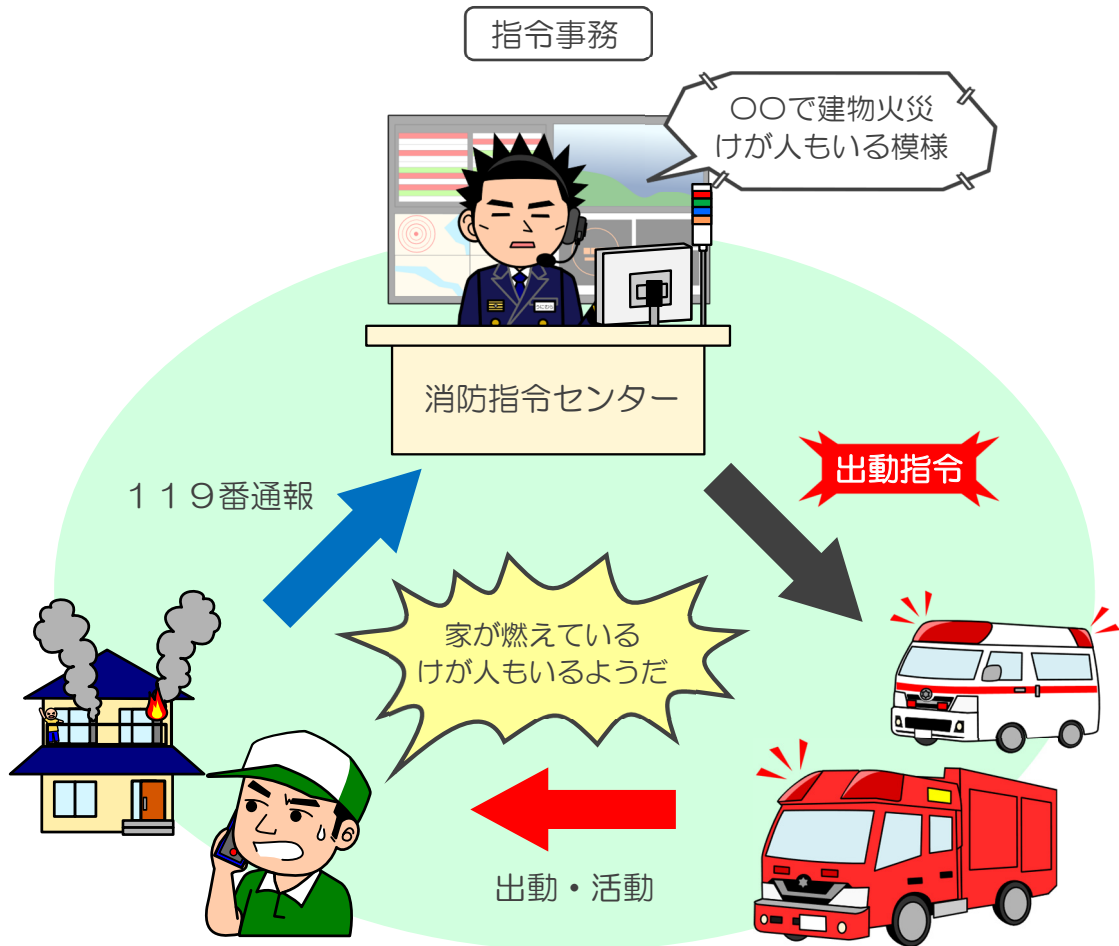 指令事務
〇〇で建物火災
けが人もいる模様
消防指令センター
１１９番通報
出動指令
家が燃えている
けが人もいるようだ
出動・活動